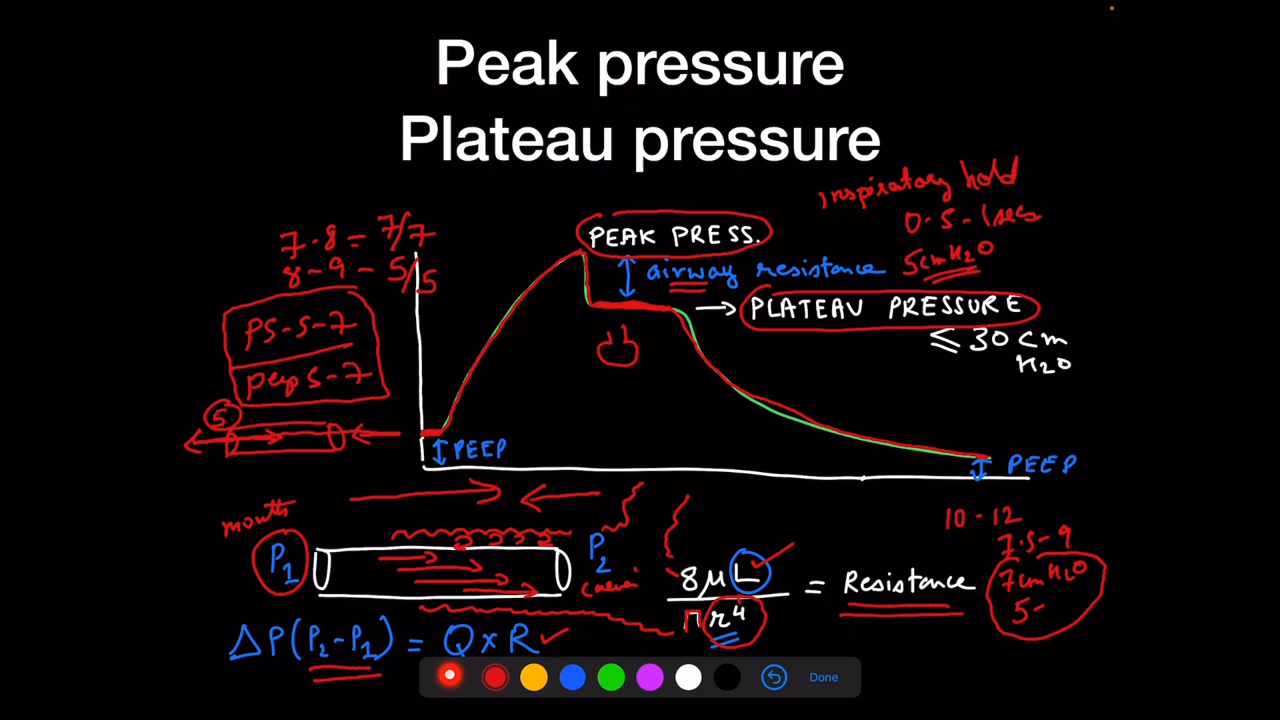 Peak pressure
Plateau pressure
inspiratory hold
0.5-1secs
5cmH2O
7.8 = 7/7
8-9 - 5/5
PEAK PRESS.
airway resistance
PLATEAU PRESSURE
≤ 30 cm
H2O
PS-5-7
peep 5-7
5
PEEP
PEEP
mouth
P1
P2
8μL
πr⁴
= Resistance
10-12
7.5-9
7cmH2O
5-
ΔP(P2-P1) = Q×R
Done